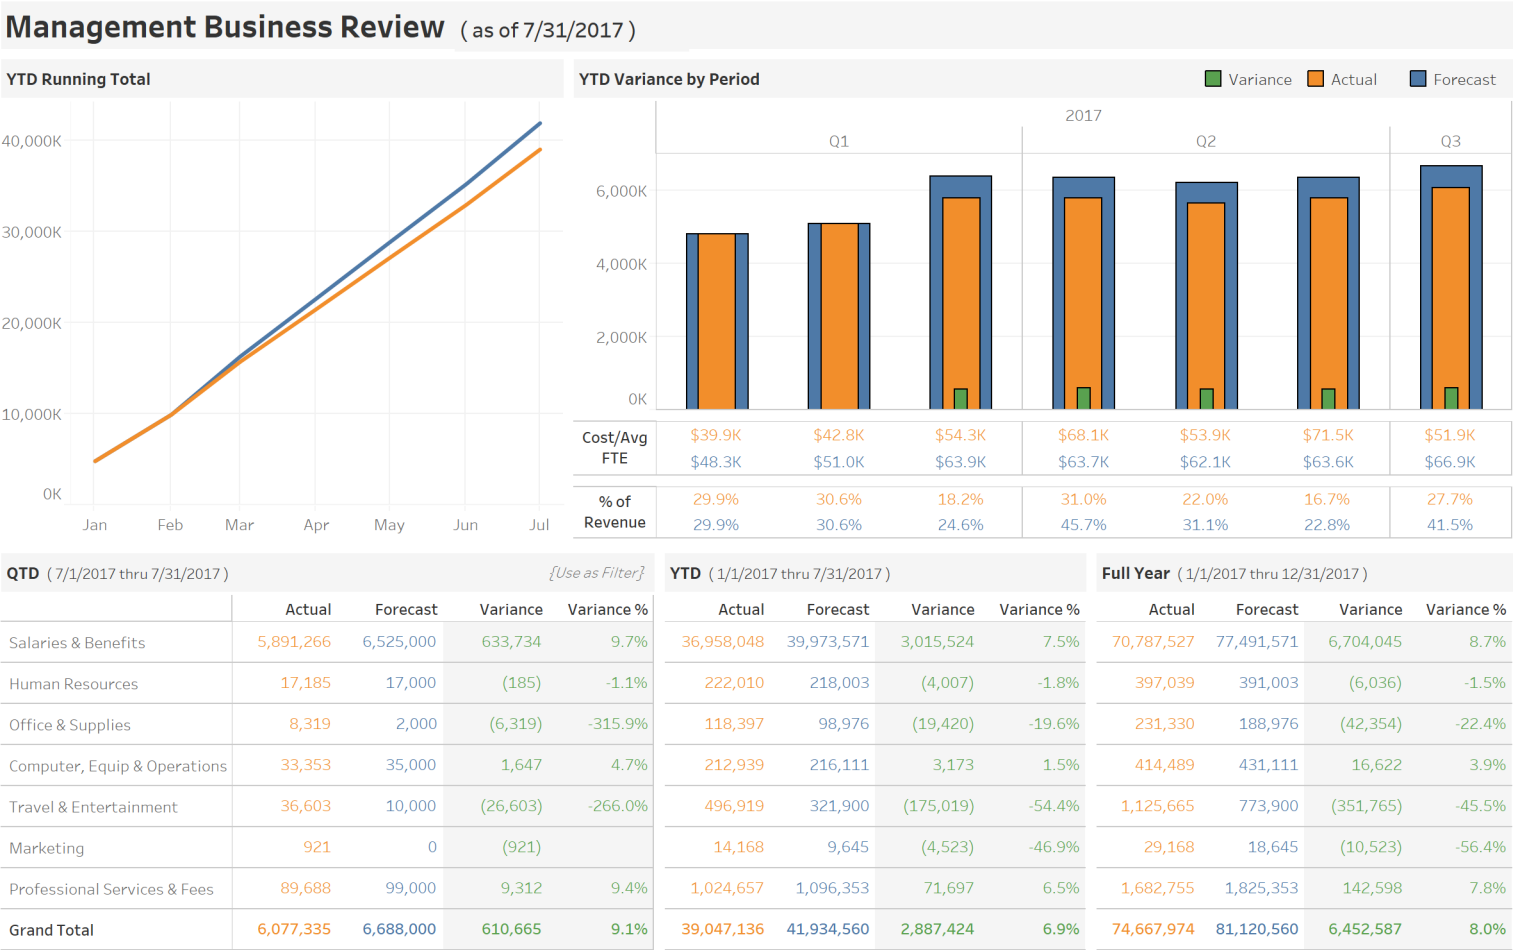 Management Business Review ( as of 7/31/2017 )
YTD Running Total
40,000K
30,000K
20,000K
10,000K
0K
Jan Feb Mar Apr May Jun Jul
YTD Variance by Period Variance Actual Forecast
2017
Q1 Q2 Q3
6,000K
4,000K
2,000K
0K
Cost/Avg FTE
$39.9K $42.8K $54.3K $68.1K $53.9K $71.5K $51.9K
$48.3K $51.0K $63.9K $63.7K $62.1K $63.6K $66.9K
% of Revenue
29.9% 30.6% 18.2% 31.0% 22.0% 16.7% 27.7%
29.9% 30.6% 24.6% 45.7% 31.1% 22.8% 41.5%
QTD ( 7/1/2017 thru 7/31/2017 ) {Use as Filter} YTD ( 1/1/2017 thru 7/31/2017 ) Full Year ( 1/1/2017 thru 12/31/2017 )
Actual Forecast Variance Variance % Actual Forecast Variance Variance % Actual Forecast Variance Variance %
Salaries & Benefits 5,891,266 6,525,000 633,734 9.7% 36,958,048 39,973,571 3,015,524 7.5% 70,787,527 77,491,571 6,704,045 8.7%
Human Resources 17,185 17,000 (185) -1.1% 222,010 218,003 (4,007) -1.8% 397,039 391,003 (6,036) -1.5%
Office & Supplies 8,319 2,000 (6,319) -315.9% 118,397 98,976 (19,420) -19.6% 231,330 188,976 (42,354) -22.4%
Computer, Equip & Operations 33,353 35,000 1,647 4.7% 212,939 216,111 3,173 1.5% 414,489 431,111 16,622 3.9%
Travel & Entertainment 36,603 10,000 (26,603) -266.0% 496,919 321,900 (175,019) -54.4% 1,125,665 773,900 (351,765) -45.5%
Marketing 921 0 (921) 14,168 9,645 (4,523) -46.9% 29,168 18,645 (10,523) -56.4%
Professional Services & Fees 89,688 99,000 9,312 9.4% 1,024,657 1,096,353 71,697 6.5% 1,682,755 1,825,353 142,598 7.8%
Grand Total 6,077,335 6,688,000 610,665 9.1% 39,047,136 41,934,560 2,887,424 6.9% 74,667,974 81,120,560 6,452,587 8.0%